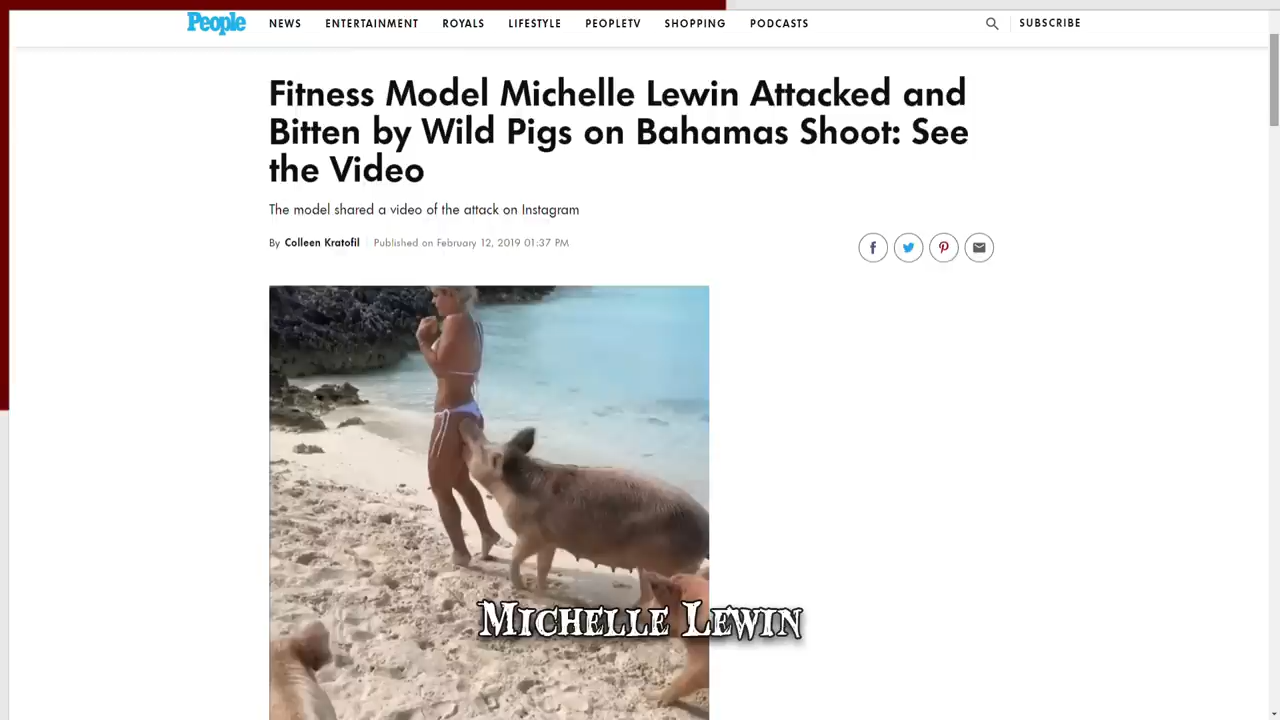 People NEWS ENTERTAINMENT ROYALS LIFESTYLE PEOPLETV SHOPPING PODCASTS SUBSCRIBE
Fitness Model Michelle Lewin Attacked and
Bitten by Wild Pigs on Bahamas Shoot: See
the Video
The model shared a video of the attack on Instagram
By Colleen Kratofil Published on February 12, 2019 01:37 PM
Michelle Lewin